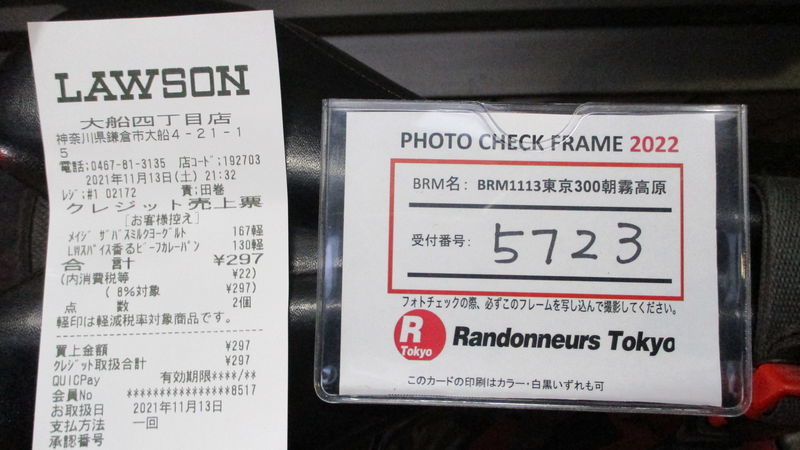 LAWSON
大船四丁目店
神奈川県鎌倉市大船4-21-1
5
電話:0467-81-3135 店コード:192703
2021年11月13日(土) 21:32
レジ:#1 02172 責:田巻
クレジット売上票
[お客様控え]
メイジ ザバスミルクヨーグルト 167軽
LWスパイス香るビーフカレーパン 130軽
合 計 ¥297
(内消費税等 ¥22)
( 8%対象 ¥297)
点 数 2個
軽印は軽減税率対象商品です。
買上金額 ¥297
クレジット取扱合計 ¥297
QUICPay 有効期限****/**
会員No ****************8517
お取扱日 2021年11月13日
支払方法 一回
承認番号
PHOTO CHECK FRAME 2022
BRM名: BRM1113東京300朝霧高原
受付番号: 5723
フォトチェックの際、必ずこのフレームを写し込んで撮影してください。
R Tokyo Randonneurs Tokyo
このカードの印刷はカラー・白黒いずれも可